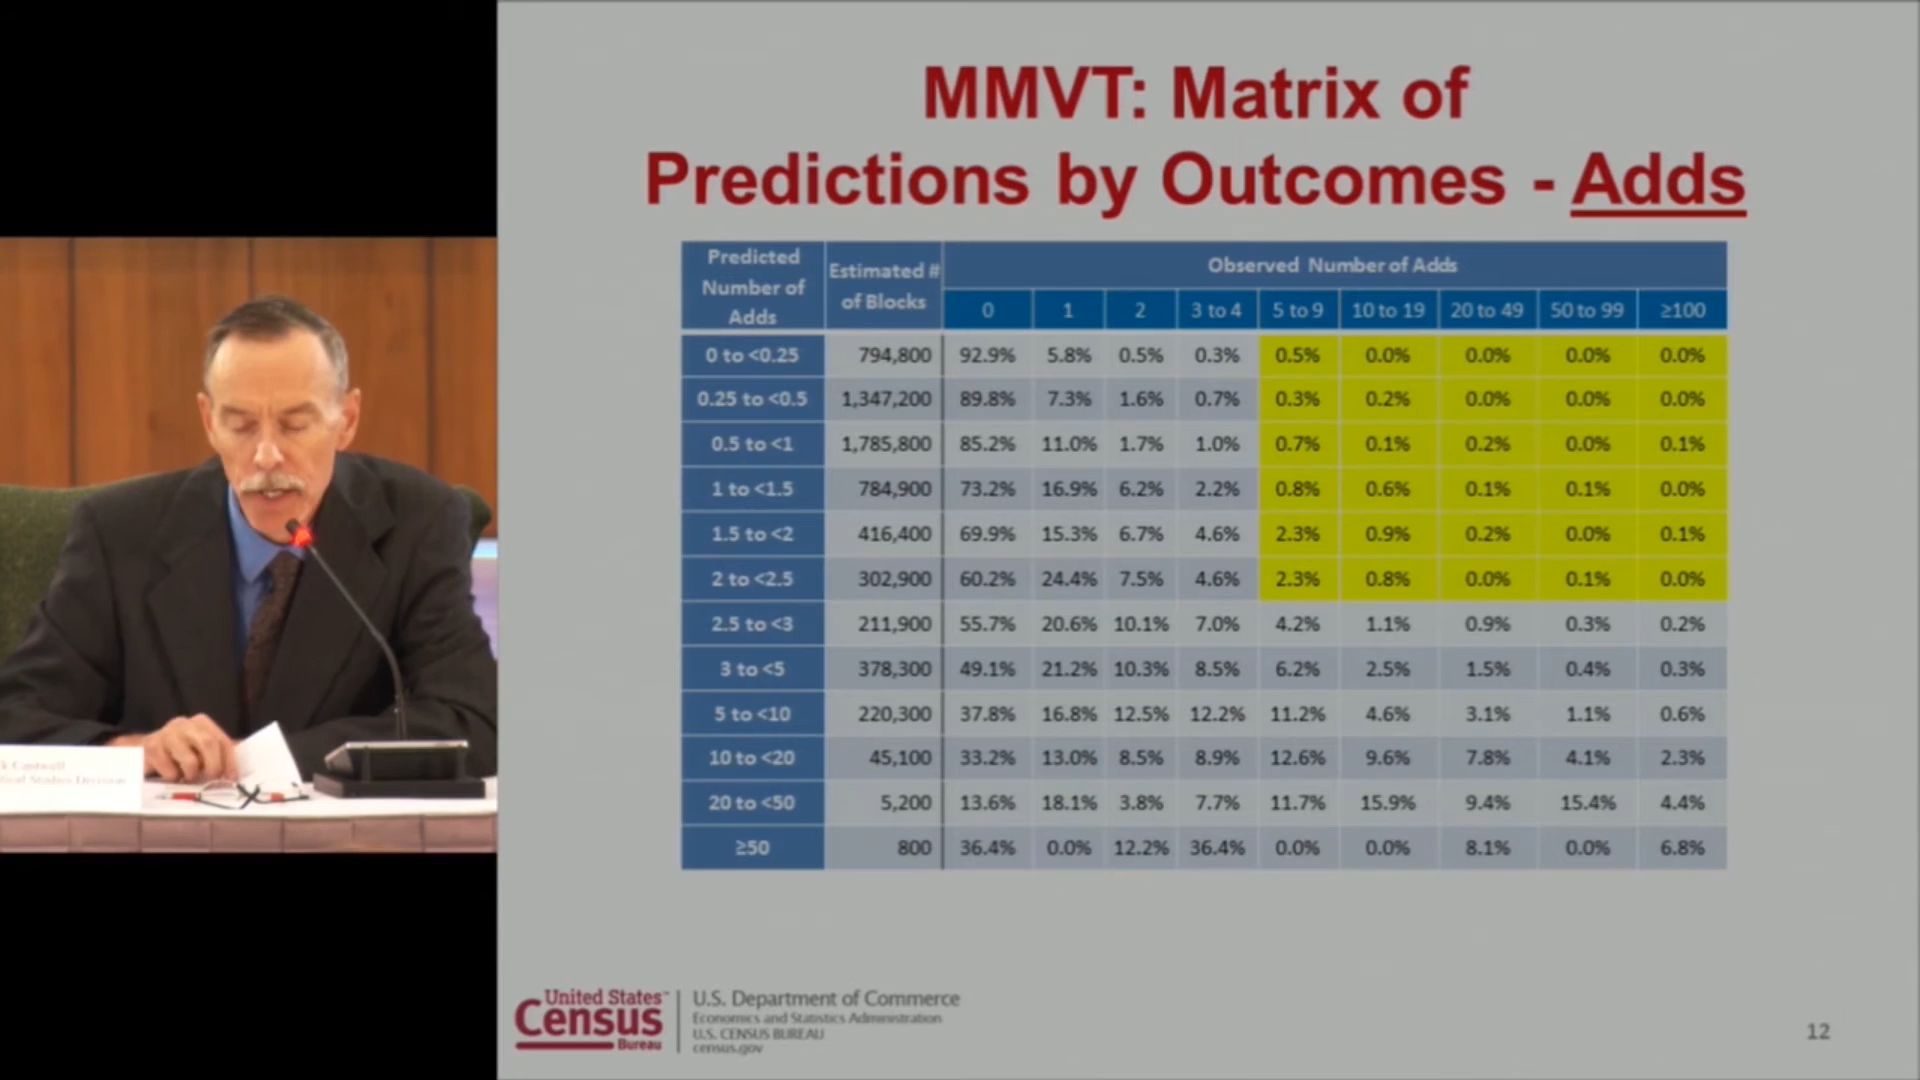 MMVT: Matrix of
Predictions by Outcomes - Adds
Predicted Number of Adds | Estimated # of Blocks | Observed Number of Adds
0 | 1 | 2 | 3 to 4 | 5 to 9 | 10 to 19 | 20 to 49 | 50 to 99 | ≥100
0 to <0.25 | 794,800 | 92.9% | 5.8% | 0.5% | 0.3% | 0.5% | 0.0% | 0.0% | 0.0% | 0.0%
0.25 to <0.5 | 1,347,200 | 89.8% | 7.3% | 1.6% | 0.7% | 0.3% | 0.2% | 0.0% | 0.0% | 0.0%
0.5 to <1 | 1,785,800 | 85.2% | 11.0% | 1.7% | 1.0% | 0.7% | 0.1% | 0.2% | 0.0% | 0.1%
1 to <1.5 | 784,900 | 73.2% | 16.9% | 6.2% | 2.2% | 0.8% | 0.6% | 0.1% | 0.1% | 0.0%
1.5 to <2 | 416,400 | 69.9% | 15.3% | 6.7% | 4.6% | 2.3% | 0.9% | 0.2% | 0.0% | 0.1%
2 to <2.5 | 302,900 | 60.2% | 24.4% | 7.5% | 4.6% | 2.3% | 0.8% | 0.0% | 0.1% | 0.0%
2.5 to <3 | 211,900 | 55.7% | 20.6% | 10.1% | 7.0% | 4.2% | 1.1% | 0.9% | 0.3% | 0.2%
3 to <5 | 378,300 | 49.1% | 21.2% | 10.3% | 8.5% | 6.2% | 2.5% | 1.5% | 0.4% | 0.3%
5 to <10 | 220,300 | 37.8% | 16.8% | 12.5% | 12.2% | 11.2% | 4.6% | 3.1% | 1.1% | 0.6%
10 to <20 | 45,100 | 33.2% | 13.0% | 8.5% | 8.9% | 12.6% | 9.6% | 7.8% | 4.1% | 2.3%
20 to <50 | 5,200 | 13.6% | 18.1% | 3.8% | 7.7% | 11.7% | 15.9% | 9.4% | 15.4% | 4.4%
≥50 | 800 | 36.4% | 0.0% | 12.2% | 36.4% | 0.0% | 0.0% | 8.1% | 0.0% | 6.8%
Cantwell
Studies Division
United States™
Census
Bureau
U.S. Department of Commerce
Economics and Statistics Administration
U.S. CENSUS BUREAU
census.gov
12